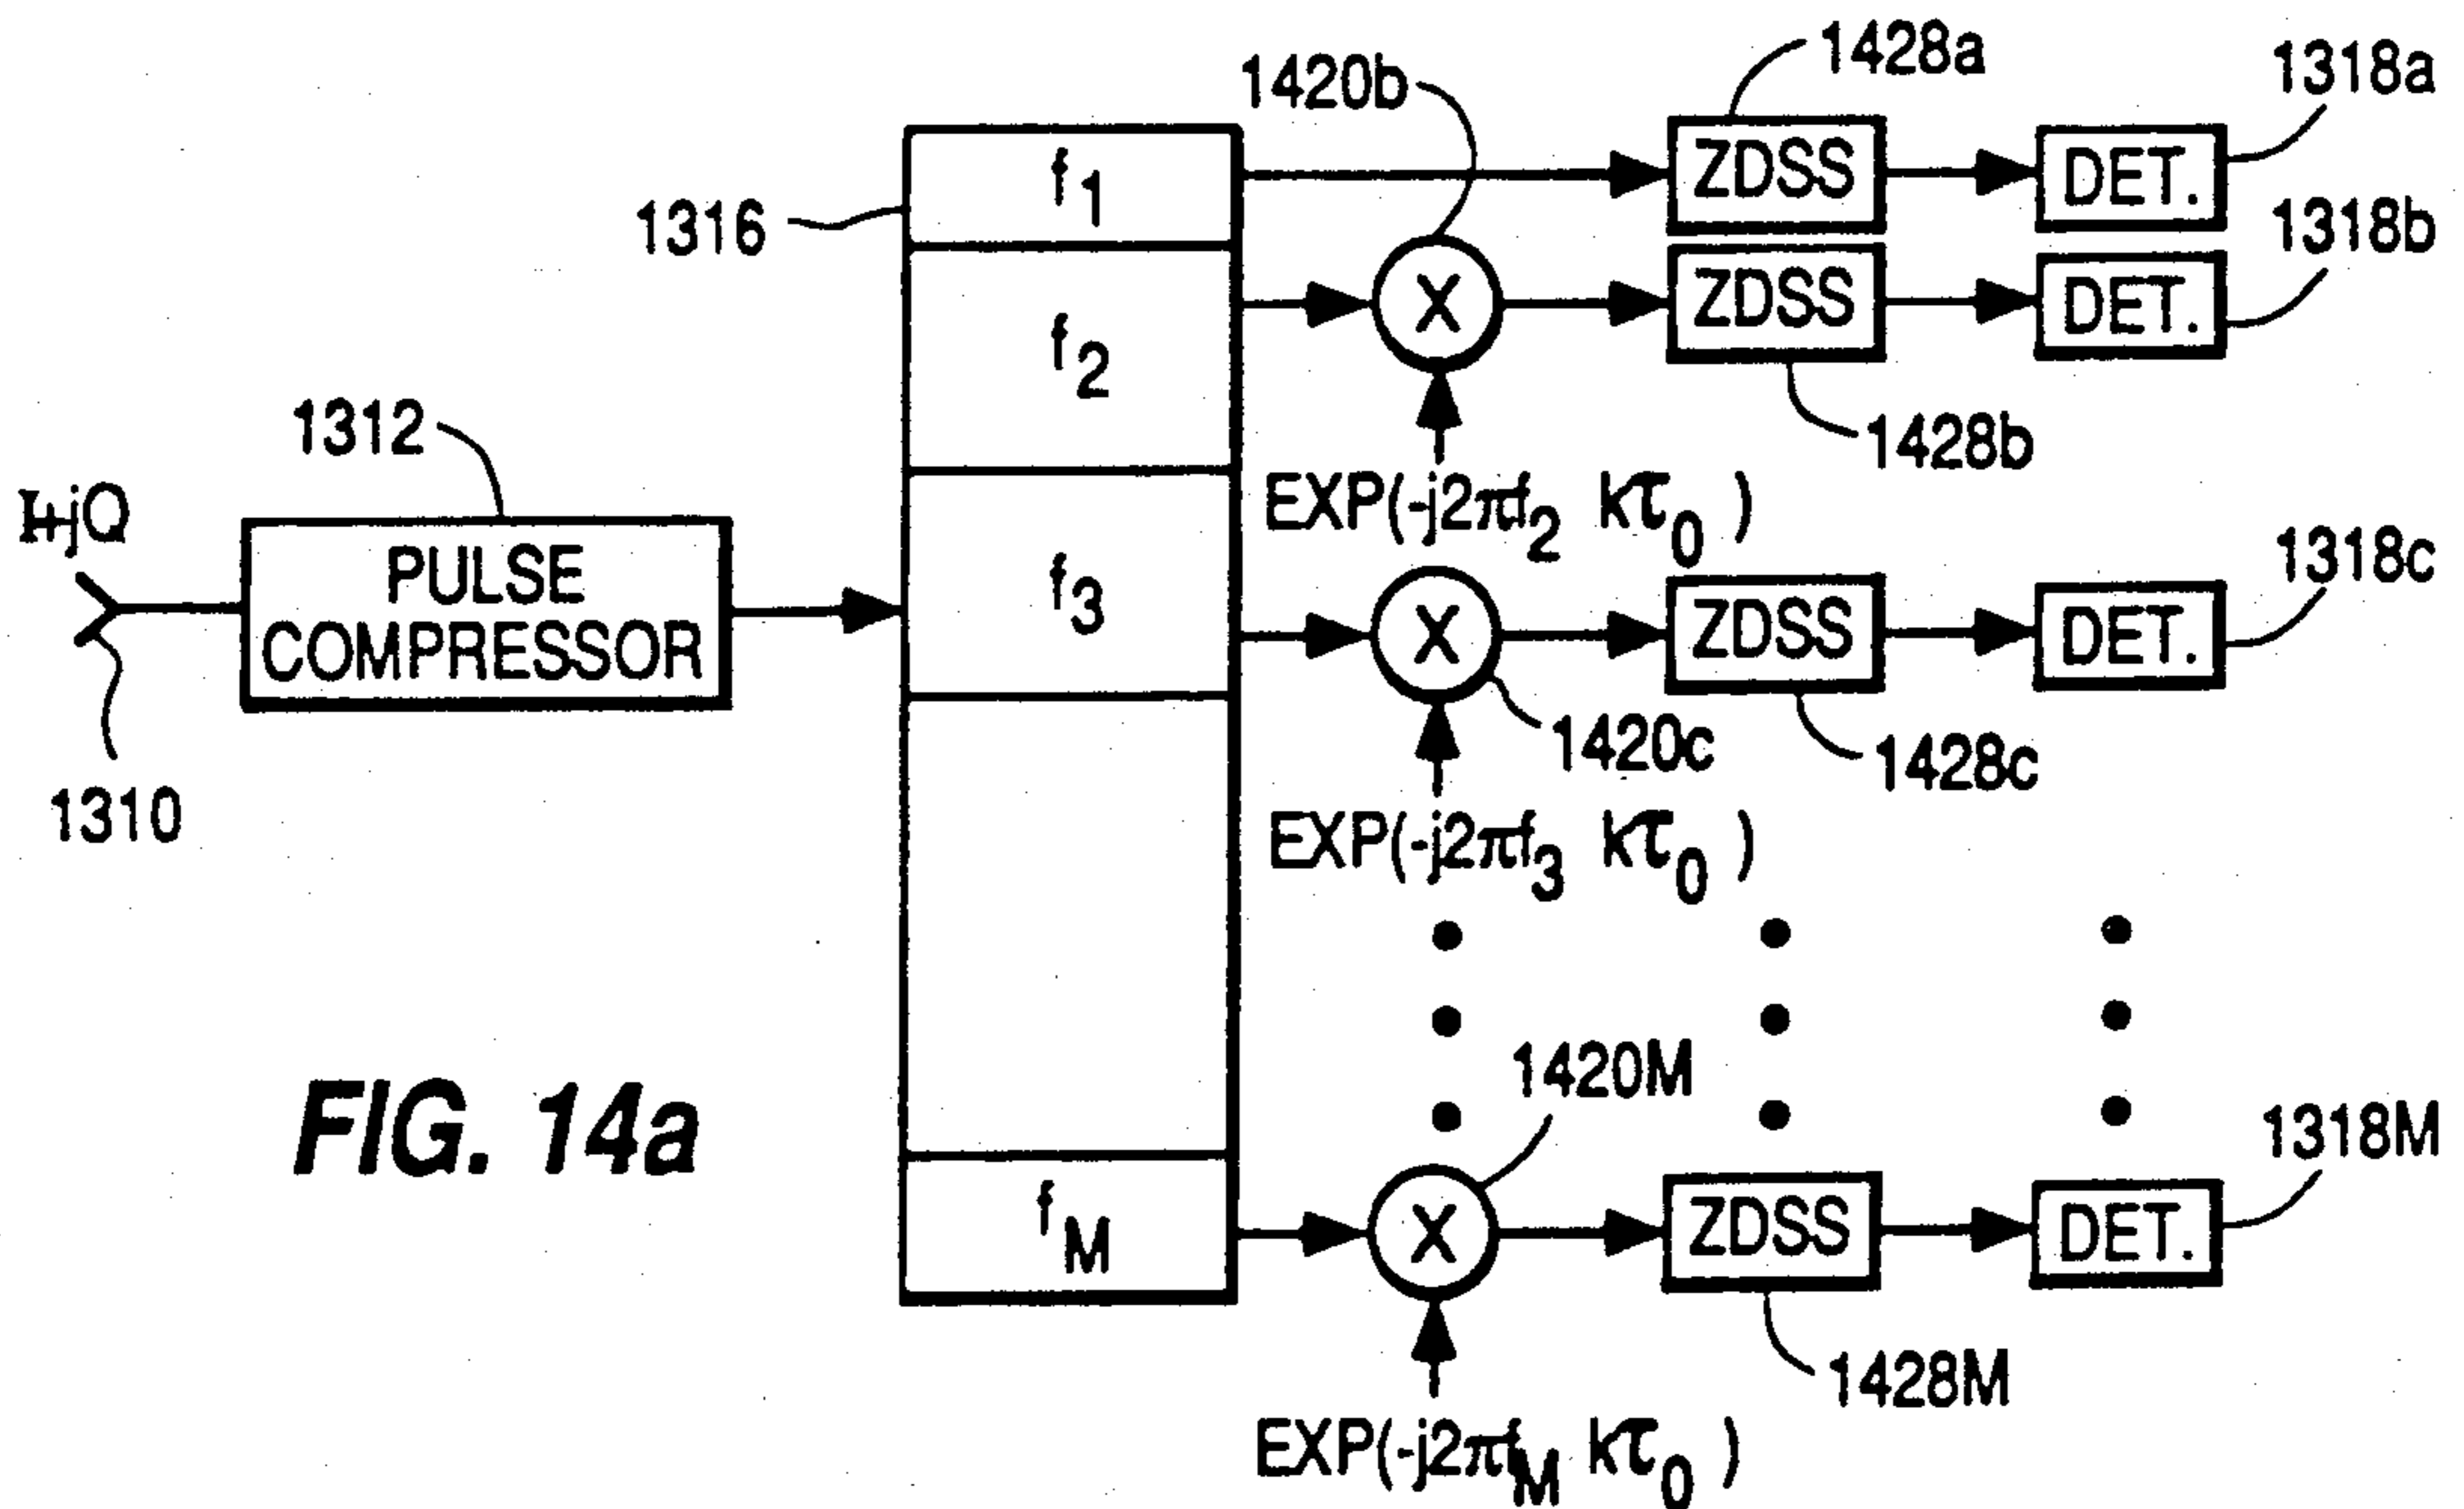 1428a
1318a
1420b
f1
ZDSS
DET.
1316
1318b
f2
X
ZDSS
DET.
1312
1428b
I+jQ
EXP(-j2πf2 kτ0 )
PULSE
COMPRESSOR
f3
X
ZDSS
DET.
1318c
1420c
1428c
1310
EXP(-j2πf3 kτ0 )
1420M
FIG. 14a
1318M
fM
X
ZDSS
DET.
1428M
EXP(-j2πfM kτ0 )